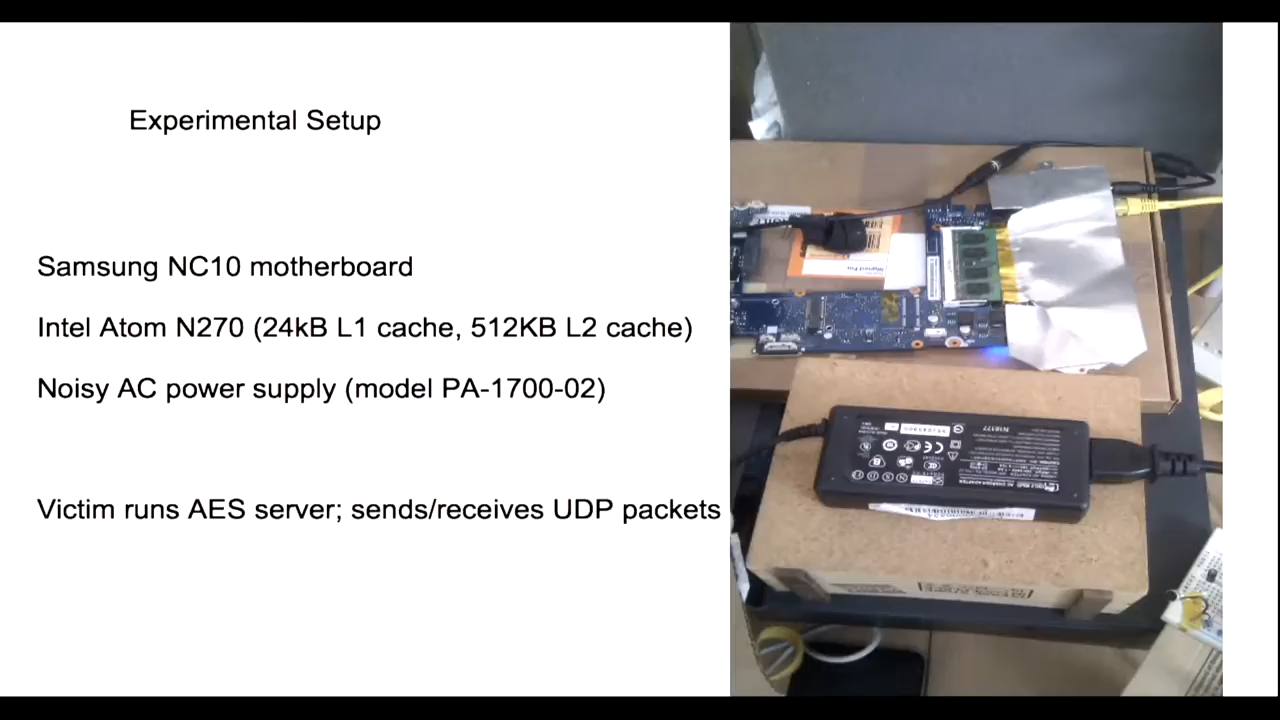 Experimental Setup
Samsung NC10 motherboard
Intel Atom N270 (24kB L1 cache, 512KB L2 cache)
Noisy AC power supply (model PA-1700-02)
Victim runs AES server; sends/receives UDP packets
N18177